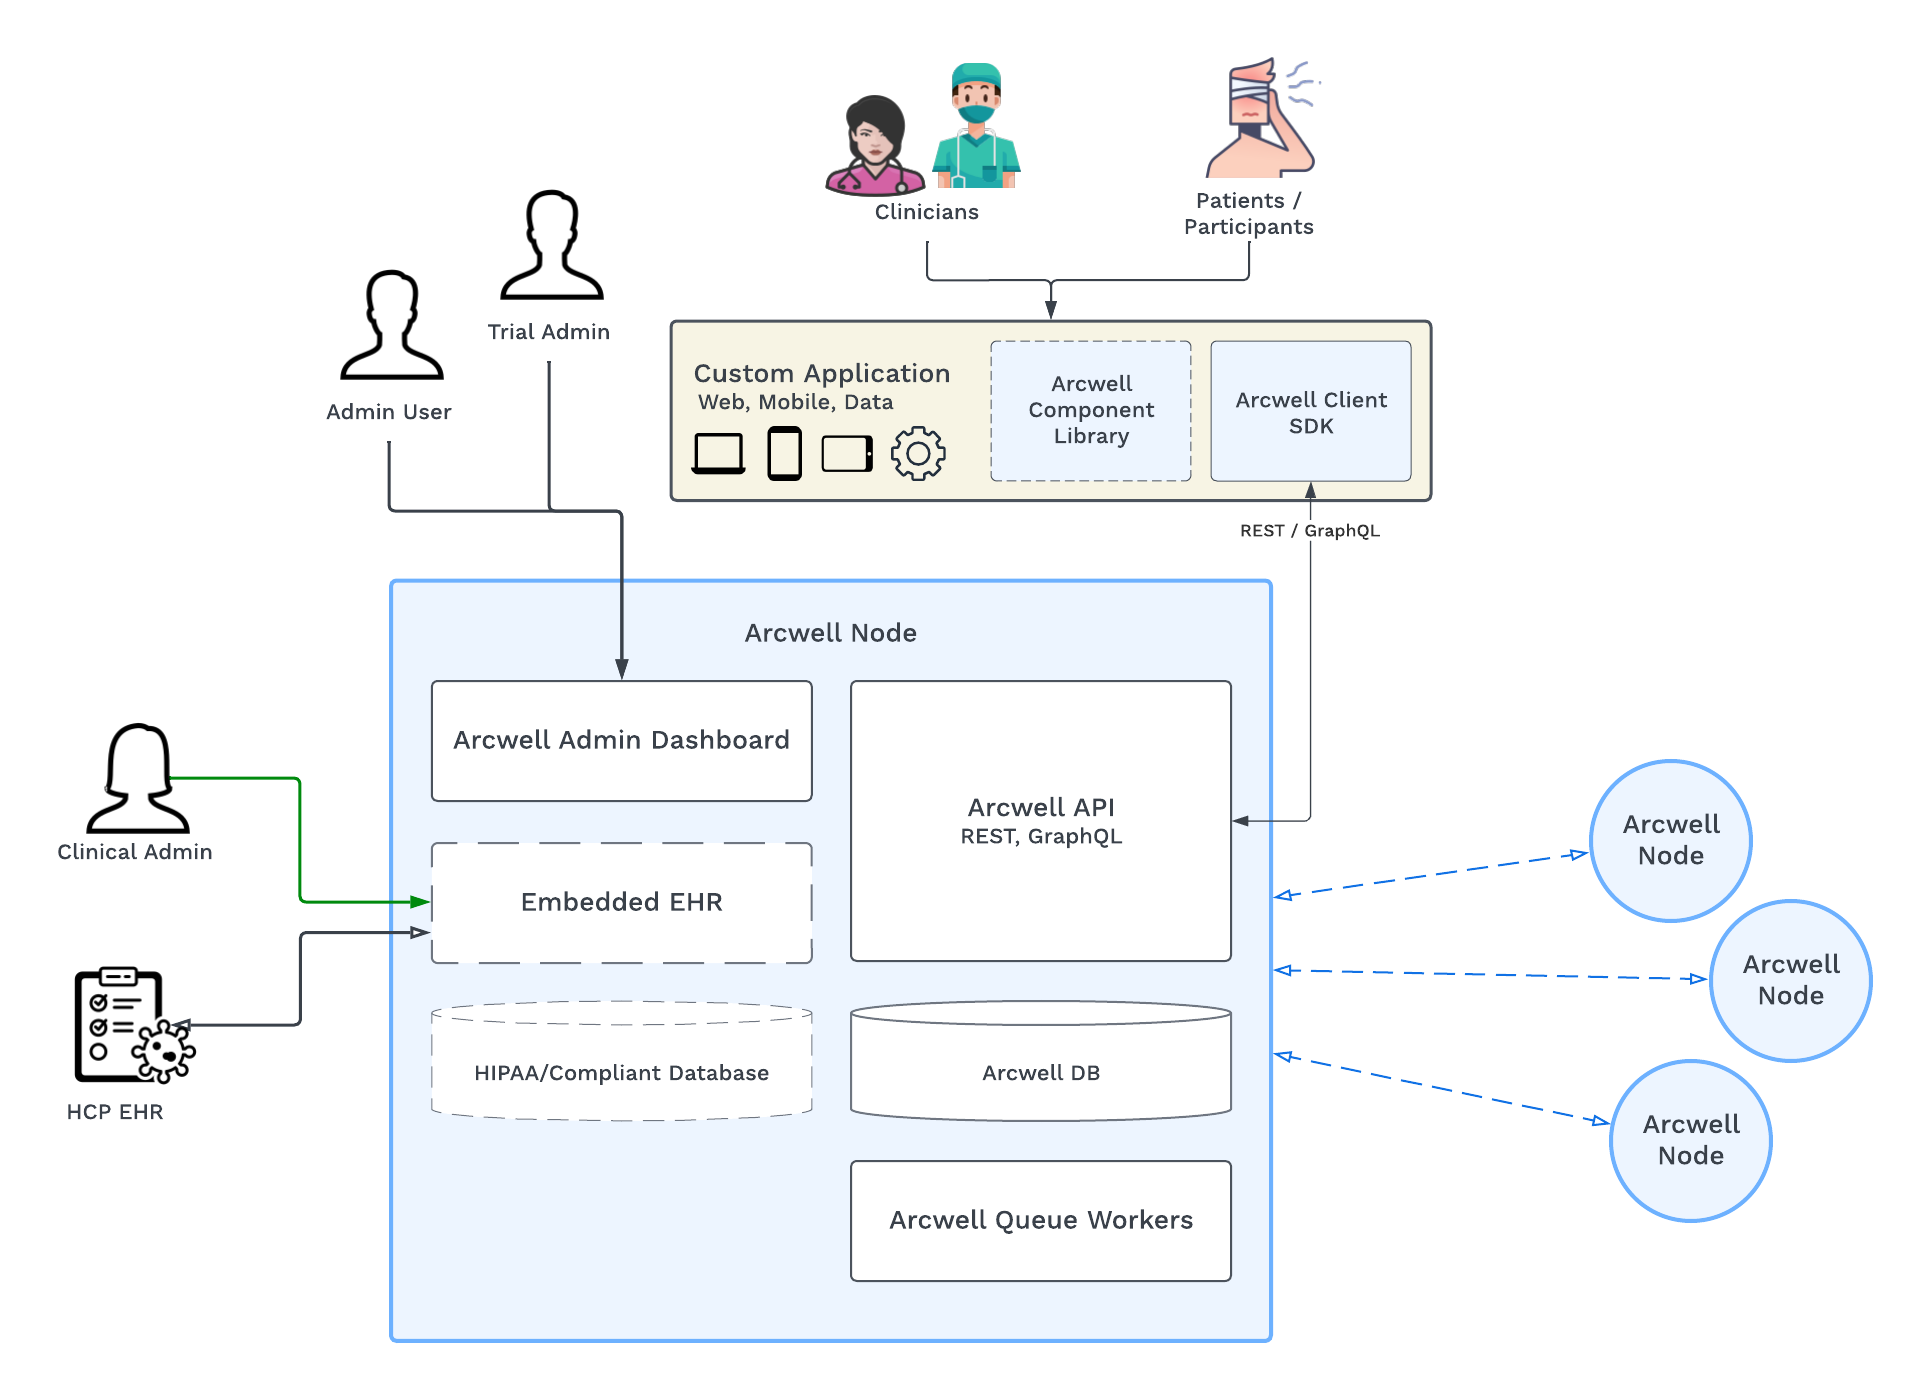 Clinicians
Patients /
Participants
Trial Admin
Admin User
Custom Application
Web, Mobile, Data
Arcwell
Component
Library
Arcwell Client
SDK
REST / GraphQL
Arcwell Node
Arcwell Admin Dashboard
Arcwell API
REST, GraphQL
Clinical Admin
Embedded EHR
HCP EHR
HIPAA/Compliant Database
Arcwell DB
Arcwell Queue Workers
Arcwell
Node
Arcwell
Node
Arcwell
Node